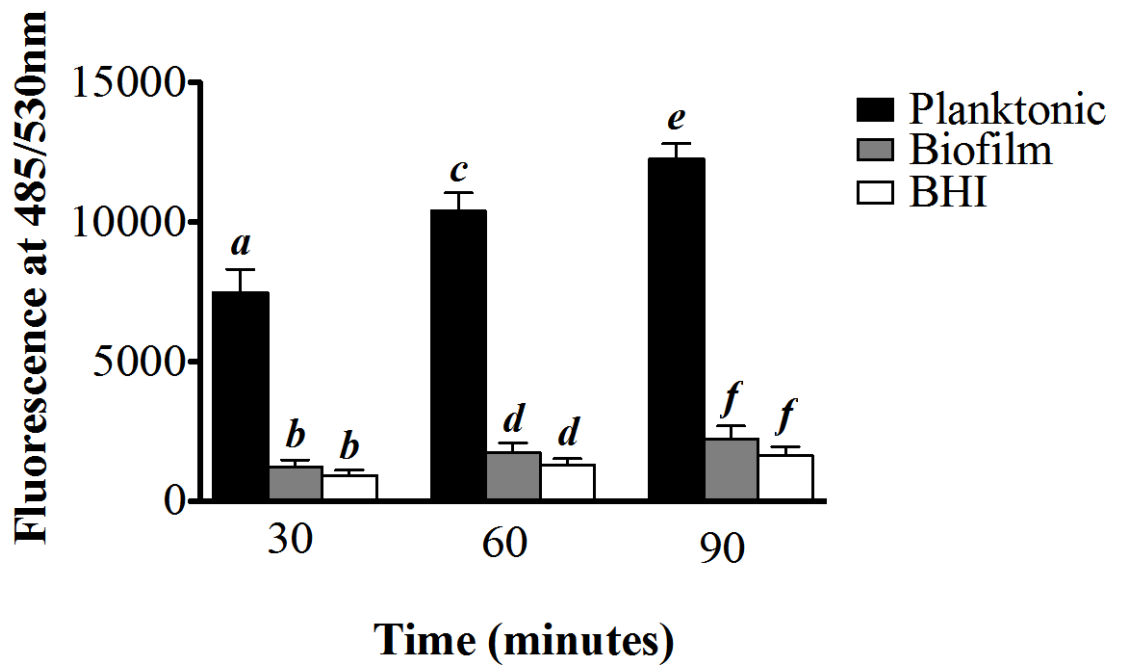 Fluorescence at 485/530nm
15000
10000
5000
0
a
b
b
c
d
d
e
f
f
30
60
90
Time (minutes)
Planktonic
Biofilm
BHI